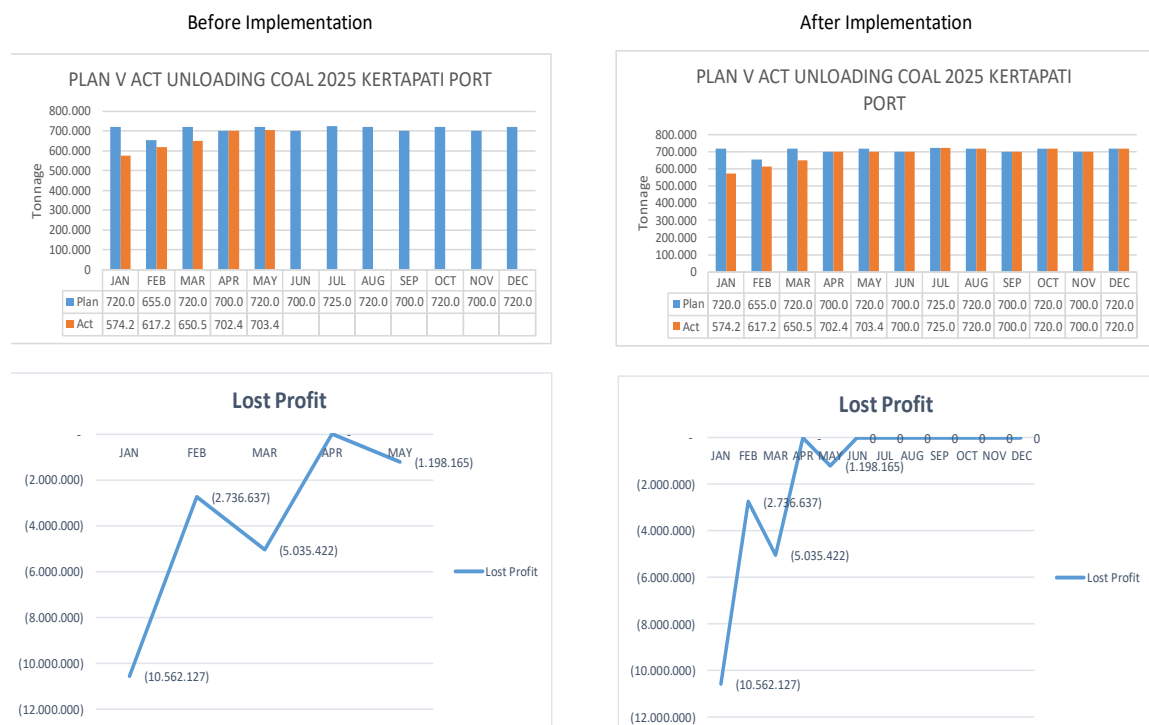 Before Implementation
PLAN V ACT UNLOADING COAL 2025 KERTAPATI PORT
Tonnage
800.000
700.000
600.000
500.000
400.000
300.000
200.000
100.000
0
JAN FEB MAR APR MAY JUN JUL AUG SEP OCT NOV DEC
Plan 720.0 655.0 720.0 700.0 720.0 700.0 725.0 720.0 700.0 720.0 700.0 720.0
Act 574.2 617.2 650.5 702.4 703.4
Lost Profit
-
JAN FEB MAR APR MAY
-
(1.198.165)
(2.000.000)
(2.736.637)
(4.000.000)
(5.035.422)
(6.000.000)
Lost Profit
(8.000.000)
(10.000.000)
(10.562.127)
(12.000.000)
After Implementation
PLAN V ACT UNLOADING COAL 2025 KERTAPATI
PORT
Tonnage
800.000
700.000
600.000
500.000
400.000
300.000
200.000
100.000
0
JAN FEB MAR APR MAY JUN JUL AUG SEP OCT NOV DEC
Plan 720.0 655.0 720.0 700.0 720.0 700.0 725.0 720.0 700.0 720.0 700.0 720.0
Act 574.2 617.2 650.5 702.4 703.4 700.0 725.0 720.0 700.0 720.0 700.0 720.0
Lost Profit
- - 0 0 0 0 0 0 0
JAN FEB MAR APR MAY JUN JUL AUG SEP OCT NOV DEC
(1.198.165)
(2.000.000)
(2.736.637)
(4.000.000)
(5.035.422)
(6.000.000)
Lost Profit
(8.000.000)
(10.000.000)
(10.562.127)
(12.000.000)